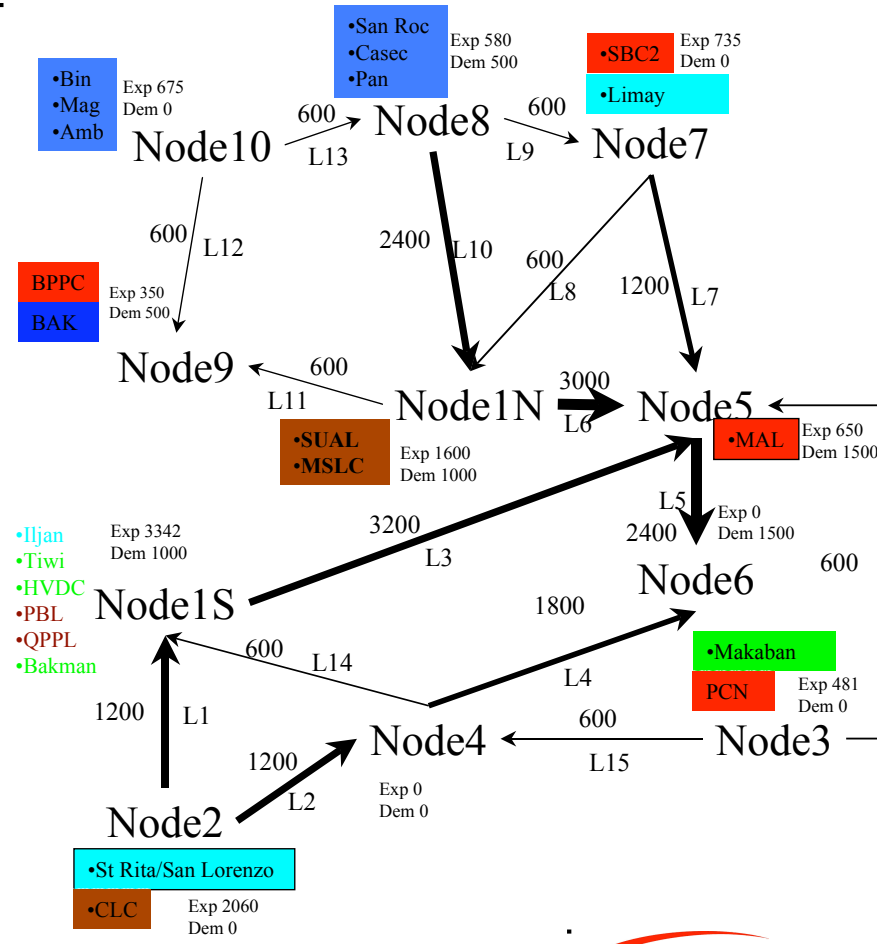 •San Roc
•Casec
•Pan
Exp 580
Dem 500
•SBC2
Exp 735
Dem 0
•Limay
•Bin
•Mag
•Amb
Exp 675
Dem 0
600
Node8
600
Node7
Node10
L13
L9
600
L12
2400
L10
600
L8
1200
L7
BPPC
BAK
Exp 350
Dem 500
Node9
600
L11
Node1N
3000
L6
Node5
•SUAL
•MSLC
Exp 1600
Dem 1000
•MAL
Exp 650
Dem 1500
L5
2400
Exp 0
Dem 1500
Node6
600
3200
L3
•Iljan
•Tiwi
•HVDC
•PBL
•QPPL
•Bakman
Exp 3342
Dem 1000
Node1S
600
L14
1800
L4
•Makaban
PCN
Exp 481
Dem 0
1200
L1
1200
L2
Node4
600
L15
Node3
Exp 0
Dem 0
Node2
•St Rita/San Lorenzo
•CLC
Exp 2060
Dem 0